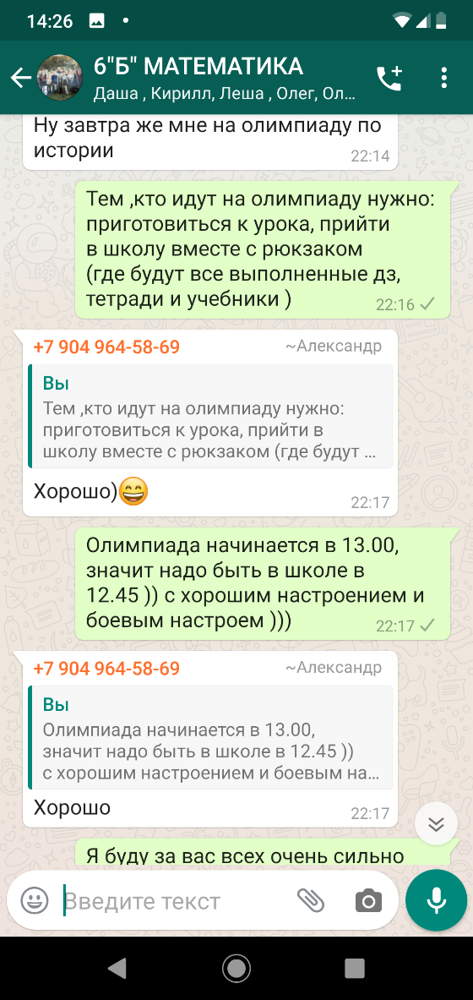 14:26
6"Б" МАТЕМАТИКА
Даша , Кирилл, Леша , Олег, Ол...
Ну завтра же мне на олимпиаду по
истории
22:14
Тем ,кто идут на олимпиаду нужно:
приготовиться к урока, прийти
в школу вместе с рюкзаком
(где будут все выполненные дз,
тетради и учебники )
22:16
+7 904 964-58-69 ~Александр
Вы
Тем ,кто идут на олимпиаду нужно:
приготовиться к урока, прийти в
школу вместе с рюкзаком (где будут ...
Хорошо)😄
22:17
Олимпиада начинается в 13.00,
значит надо быть в школе в
12.45 )) с хорошим настроением и
боевым настроем )))
22:17
+7 904 964-58-69 ~Александр
Вы
Олимпиада начинается в 13.00,
значит надо быть в школе в 12.45 ))
с хорошим настроением и боевым на...
Хорошо
22:17
Я буду за вас всех очень сильно
Введите текст